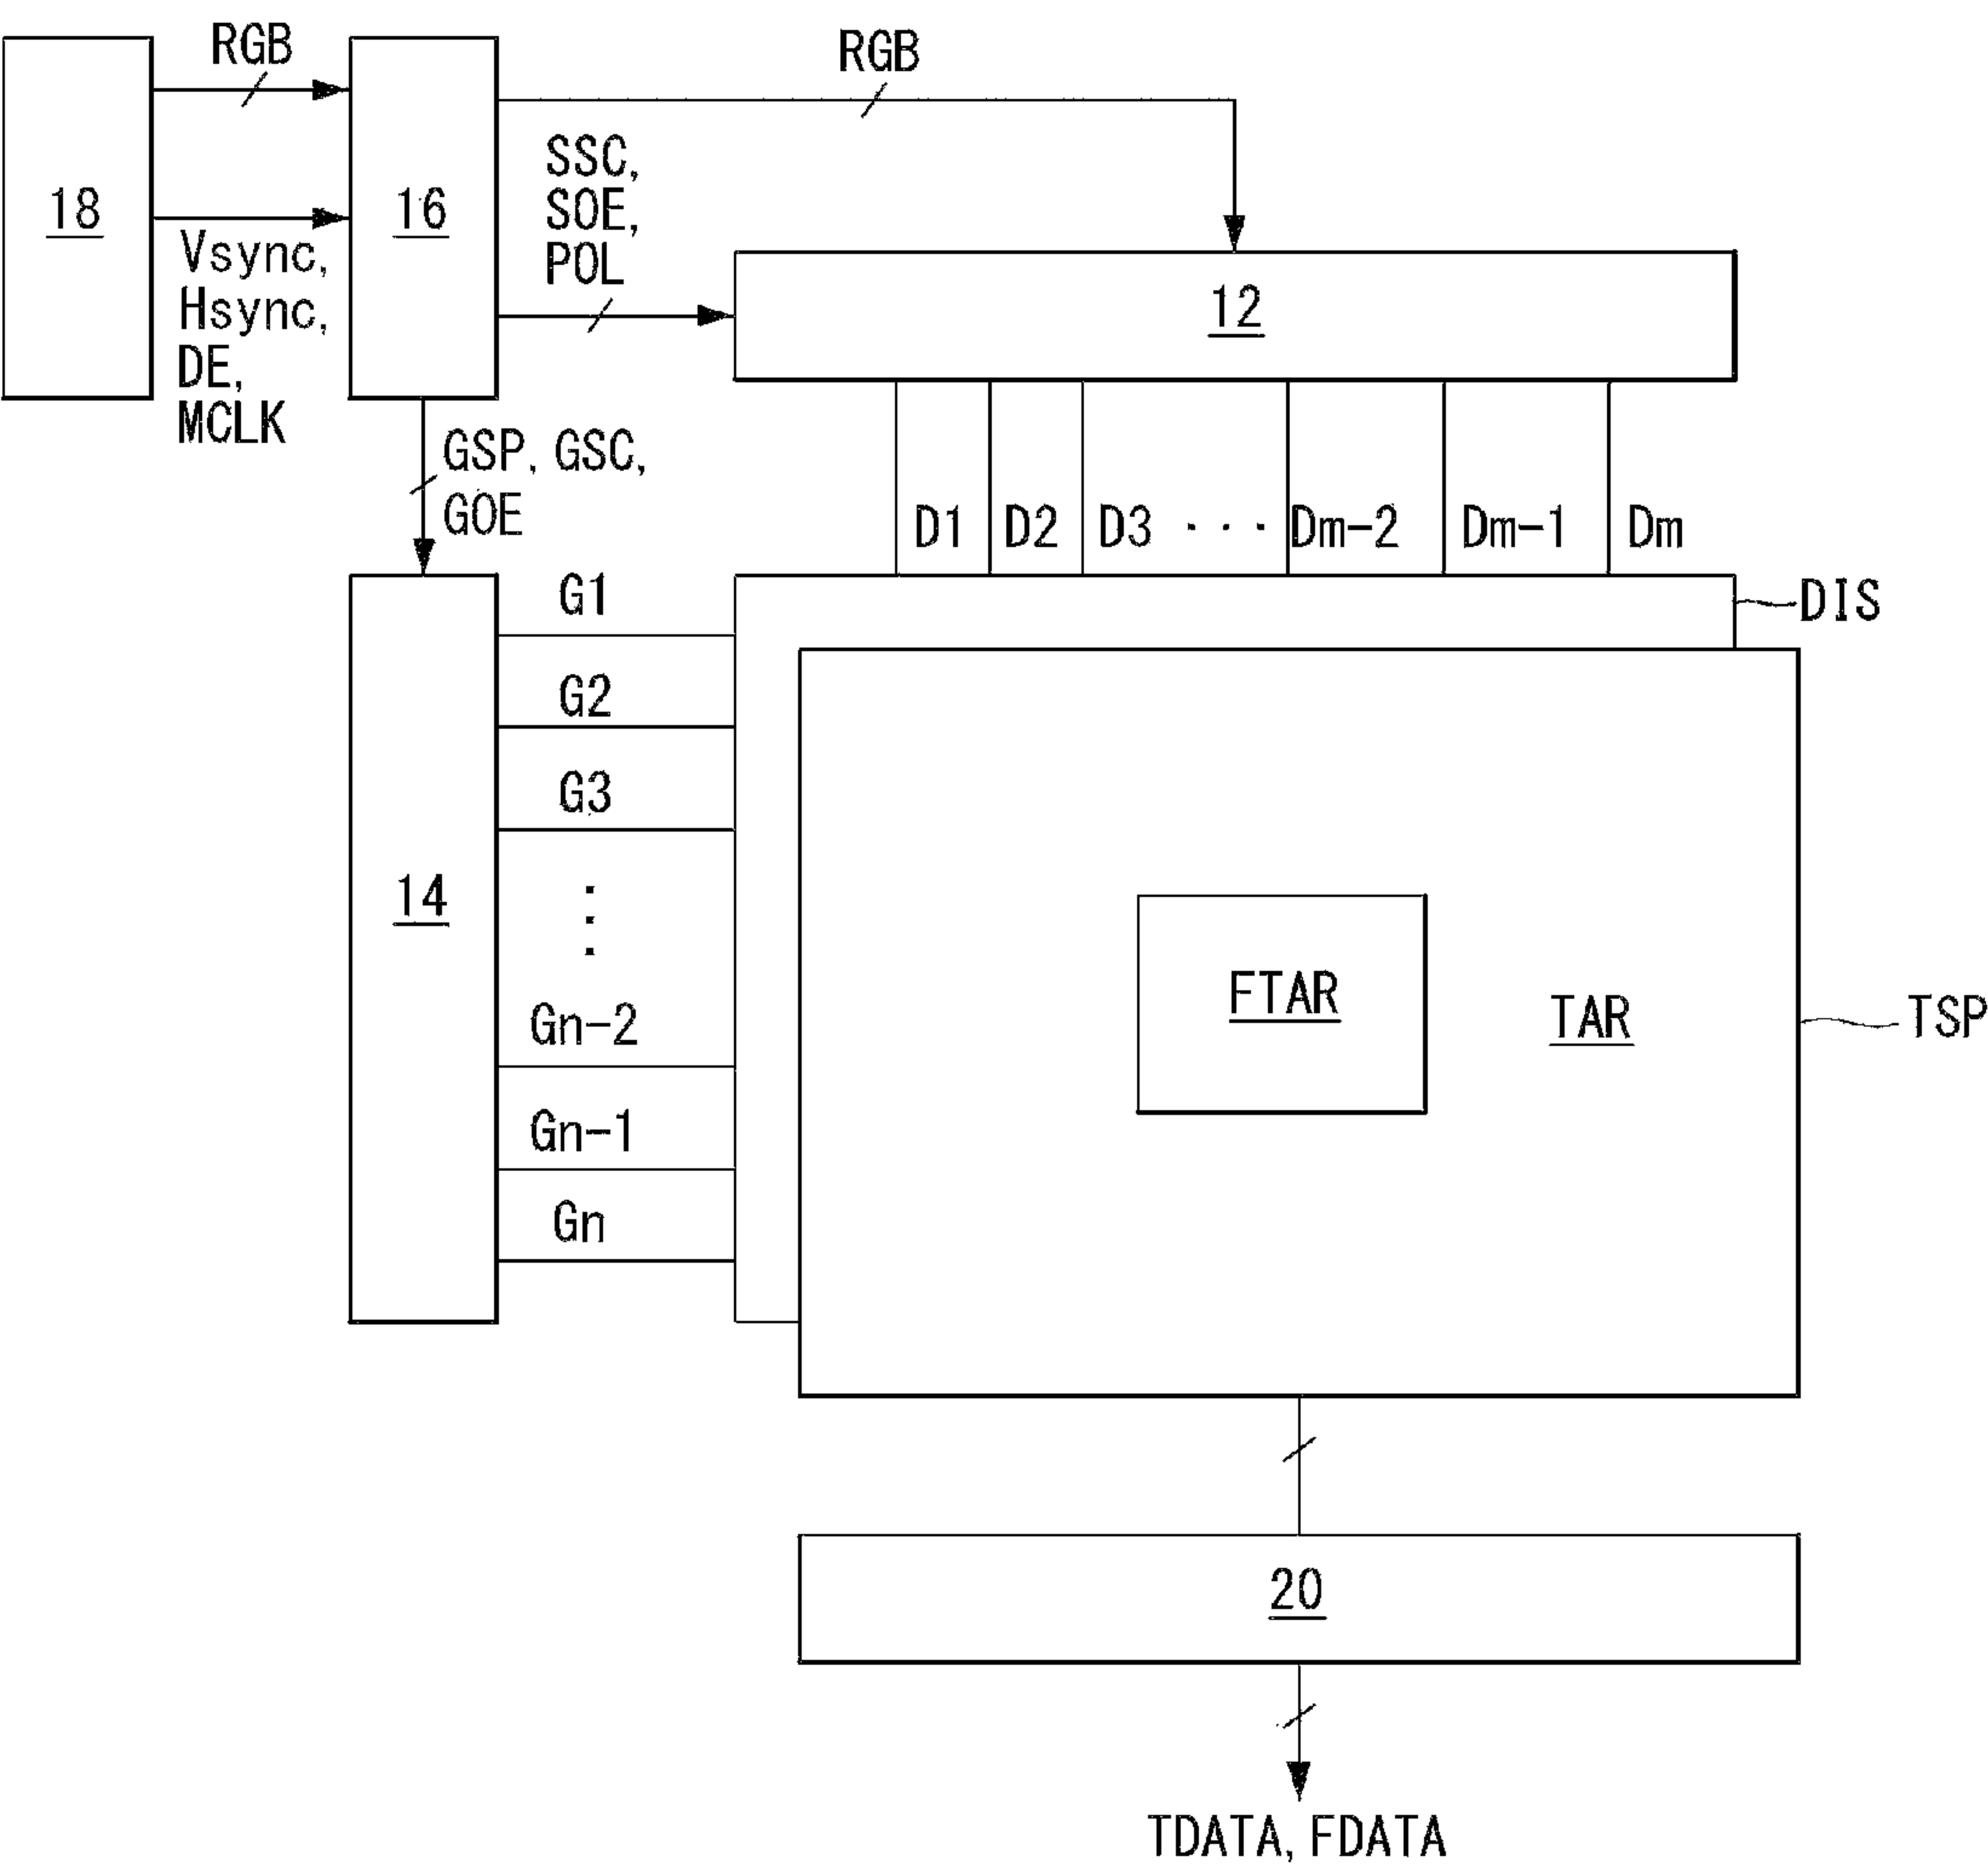 RGB
RGB
18
16
SSC,
SOE,
POL
Vsync,
Hsync,
DE,
MCLK
12
GSP, GSC,
GOE
D1 D2 D3 ··· Dm-2 Dm-1 Dm
DIS
G1
G2
G3
14
Gn-2
Gn-1
Gn
FTAR
TAR
TSP
20
TDATA, FDATA